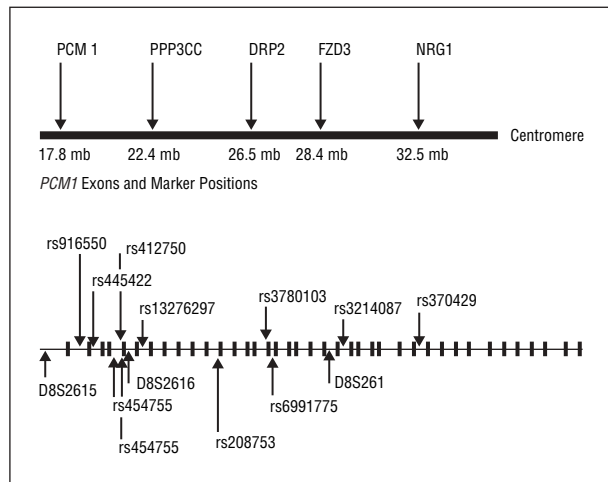 PCM 1 PPP3CC DRP2 FZD3 NRG1
Centromere
17.8 mb 22.4 mb 26.5 mb 28.4 mb 32.5 mb
PCM1 Exons and Marker Positions
rs916550 rs412750
rs445422
rs13276297 rs3780103 rs3214087 rs370429
D8S2615 D8S2616 D8S261
rs454755 rs6991775
rs454755 rs208753